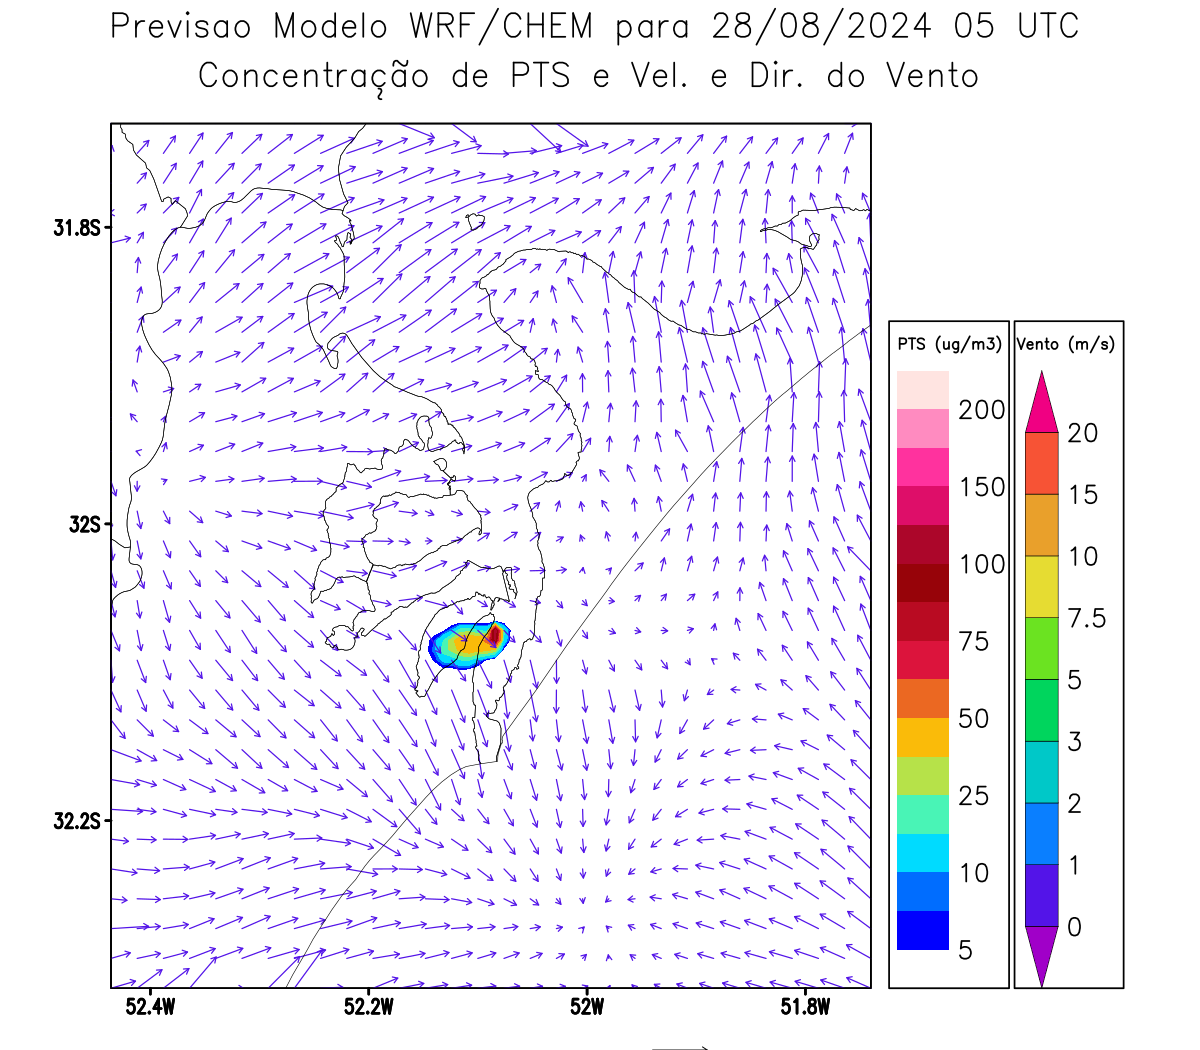 Previsao Modelo WRF/CHEM para 28/08/2024 05 UTC
Concentração de PTS e Vel. e Dir. do Vento
31.8S
32S
32.2S
52.4W
52.2W
52W
51.8W
PTS (ug/m3)
200
150
100
75
50
25
10
5
Vento (m/s)
20
15
10
7.5
5
3
2
1
0